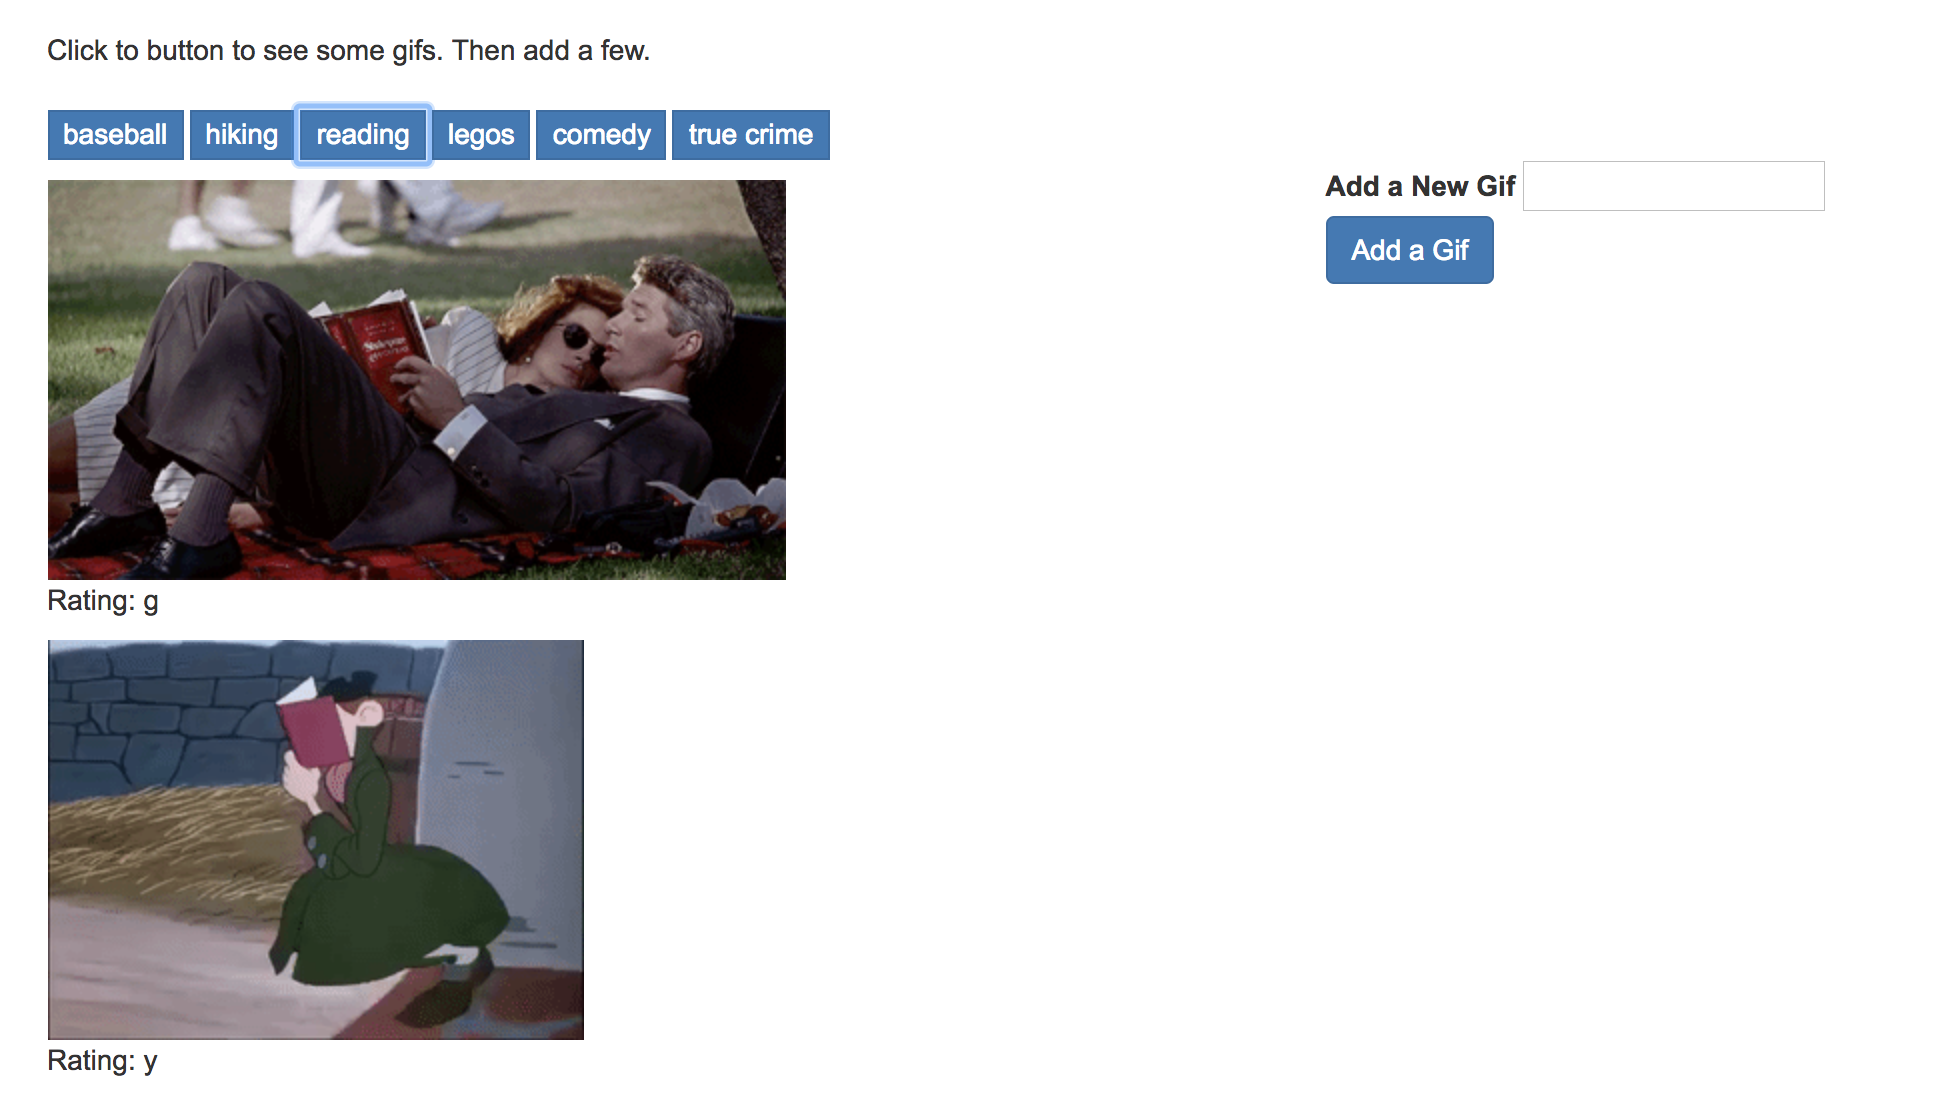 Click to button to see some gifs. Then add a few.
baseball hiking reading legos comedy true crime
Add a New Gif
Add a Gif
Shakespeare
Rating: g
Rating: y